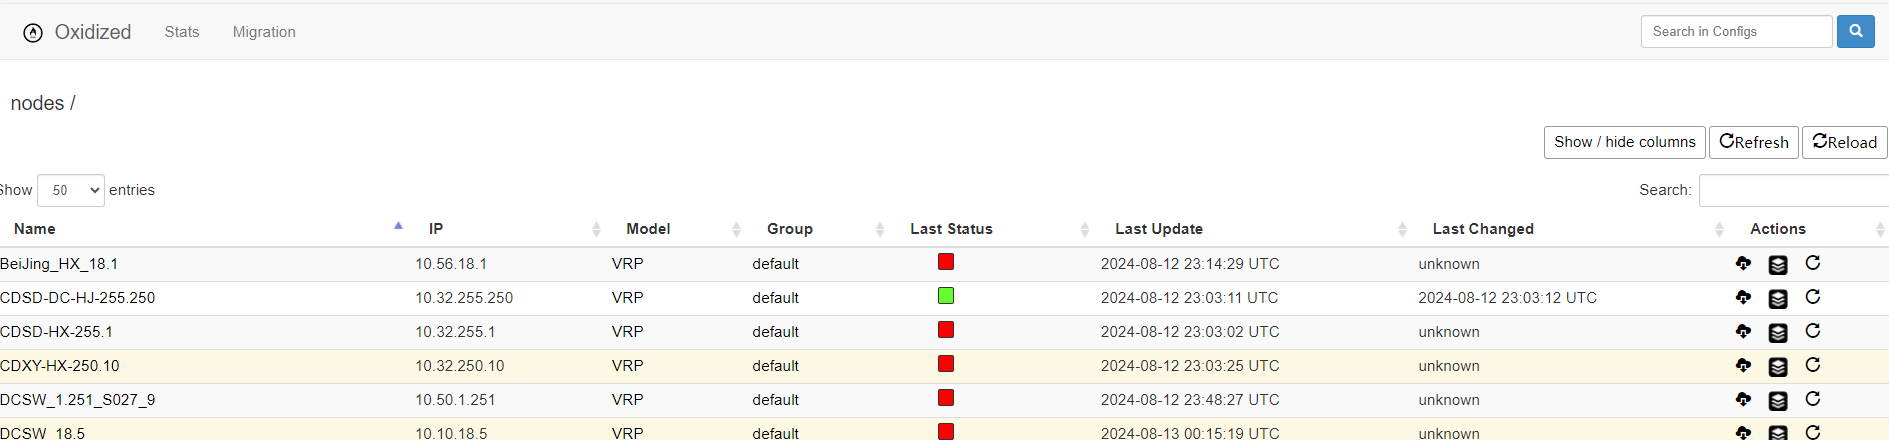 Oxidized Stats Migration Search in Configs
nodes /
Show / hide columns Refresh Reload
Show 50 entries Search:
Name IP Model Group Last Status Last Update Last Changed Actions
BeiJing_HX_18.1 10.56.18.1 VRP default 2024-08-12 23:14:29 UTC unknown
CDSD-DC-HJ-255.250 10.32.255.250 VRP default 2024-08-12 23:03:11 UTC 2024-08-12 23:03:12 UTC
CDSD-HX-255.1 10.32.255.1 VRP default 2024-08-12 23:03:02 UTC unknown
CDXY-HX-250.10 10.32.250.10 VRP default 2024-08-12 23:03:25 UTC unknown
DCSW_1.251_S027_9 10.50.1.251 VRP default 2024-08-12 23:48:27 UTC unknown
DCSW_18.5 10.10.18.5 VRP default 2024-08-13 00:15:19 UTC unknown